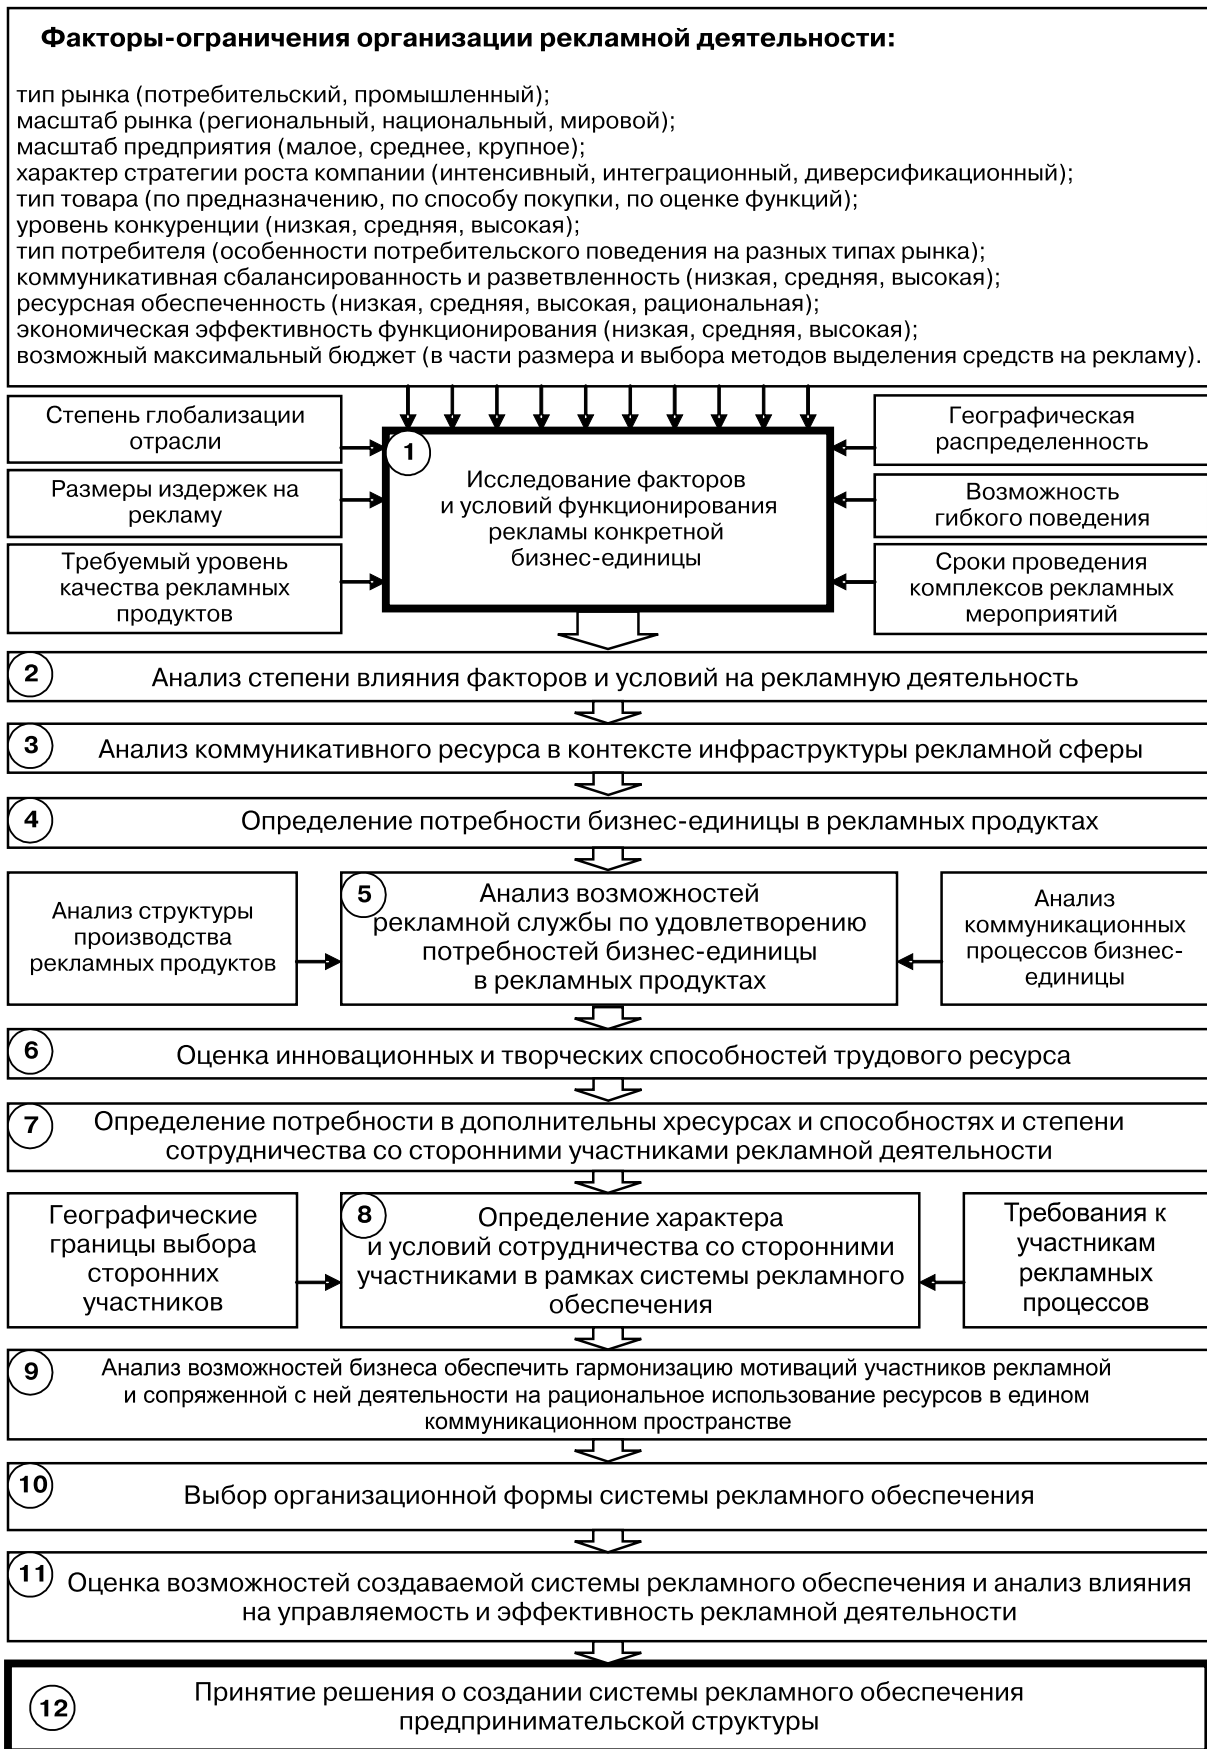 Факторы-ограничения организации рекламной деятельности:
тип рынка (потребительский, промышленный);
масштаб рынка (региональный, национальный, мировой);
масштаб предприятия (малое, среднее, крупное);
характер стратегии роста компании (интенсивный, интеграционный, диверсификационный);
тип товара (по предназначению, по способу покупки, по оценке функций);
уровень конкуренции (низкая, средняя, высокая);
тип потребителя (особенности потребительского поведения на разных типах рынка);
коммуникативная сбалансированность и разветвленность (низкая, средняя, высокая);
ресурсная обеспеченность (низкая, средняя, высокая, рациональная);
экономическая эффективность функционирования (низкая, средняя, высокая);
возможный максимальный бюджет (в части размера и выбора методов выделения средств на рекламу).
Степень глобализации
отрасли
Размеры издержек на
рекламу
Требуемый уровень
качества рекламных
продуктов
1
Исследование факторов
и условий функционирования
рекламы конкретной
бизнес-единицы
Географическая
распределенность
Возможность
гибкого поведения
Сроки проведения
комплексов рекламных
мероприятий
2
Анализ степени влияния факторов и условий на рекламную деятельность
3
Анализ коммуникативного ресурса в контексте инфраструктуры рекламной сферы
4
Определение потребности бизнес-единицы в рекламных продуктах
Анализ структуры
производства
рекламных продуктов
5
Анализ возможностей
рекламной службы по удовлетворению
потребностей бизнес-единицы
в рекламных продуктах
Анализ
коммуникационных
процессов бизнес-
единицы
6
Оценка инновационных и творческих способностей трудового ресурса
7
Определение потребности в дополнительны хресурсах и способностях и степени
сотрудничества со сторонними участниками рекламной деятельности
Географические
границы выбора
сторонних
участников
8
Определение характера
и условий сотрудничества со сторонними
участниками в рамках системы рекламного
обеспечения
Требования к
участникам
рекламных
процессов
9
Анализ возможностей бизнеса обеспечить гармонизацию мотиваций участников рекламной
и сопряженной с ней деятельности на рациональное использование ресурсов в едином
коммуникационном пространстве
10
Выбор организационной формы системы рекламного обеспечения
11
Оценка возможностей создаваемой системы рекламного обеспечения и анализ влияния
на управляемость и эффективность рекламной деятельности
12
Принятие решения о создании системы рекламного обеспечения
предпринимательской структуры